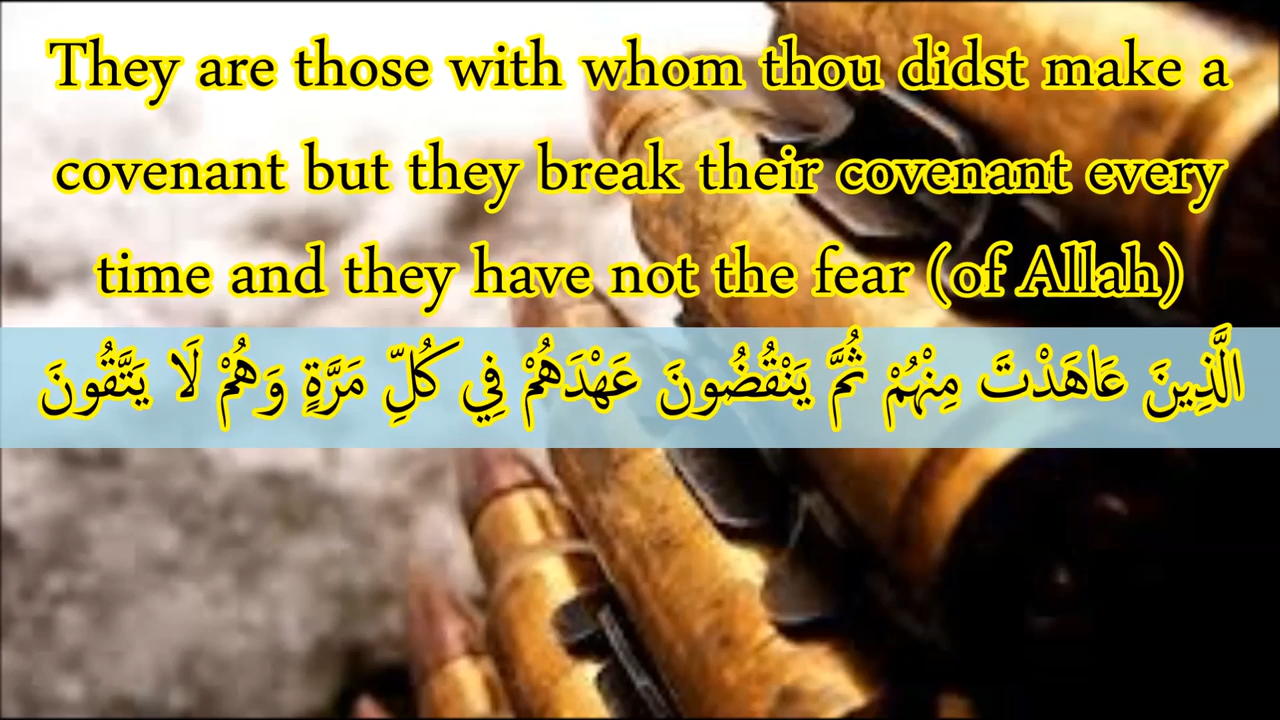 They are those with whom thou didst make a
covenant but they break their covenant every
time and they have not the fear (of Allah)
الَّذِينَ عَاهَدْتَ مِنْهُمْ ثُمَّ يَنْقُضُونَ عَهْدَهُمْ فِي كُلِّ مَرَّةٍ وَهُمْ لَا يَتَّقُونَ